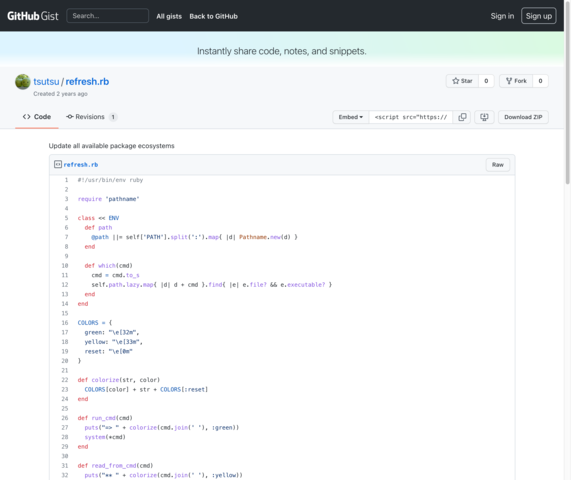 GitHub Gist Search... All gists Back to GitHub Sign in Sign up
Instantly share code, notes, and snippets.
tsutsu / refresh.rb
Created 2 years ago
Star 0 Fork 0
Code Revisions 1
Embed <script src="https:// Download ZIP
Update all available package ecosystems
refresh.rb Raw
1 #!/usr/bin/env ruby
2
3 require 'pathname'
4
5 class << ENV
6 def path
7 @path ||= self['PATH'].split(':').map{ |d| Pathname.new(d) }
8 end
9
10 def which(cmd)
11 cmd = cmd.to_s
12 self.path.lazy.map{ |d| d + cmd }.find{ |e| e.file? && e.executable? }
13 end
14 end
15
16 COLORS = {
17 green: "\e[32m",
18 yellow: "\e[33m",
19 reset: "\e[0m"
20 }
21
22 def colorize(str, color)
23 COLORS[color] + str + COLORS[:reset]
24 end
25
26 def run_cmd(cmd)
27 puts("=> " + colorize(cmd.join(' '), :green))
28 system(*cmd)
29 end
30
31 def read_from_cmd(cmd)
32 puts("** " + colorize(cmd.join(' '), :yellow))